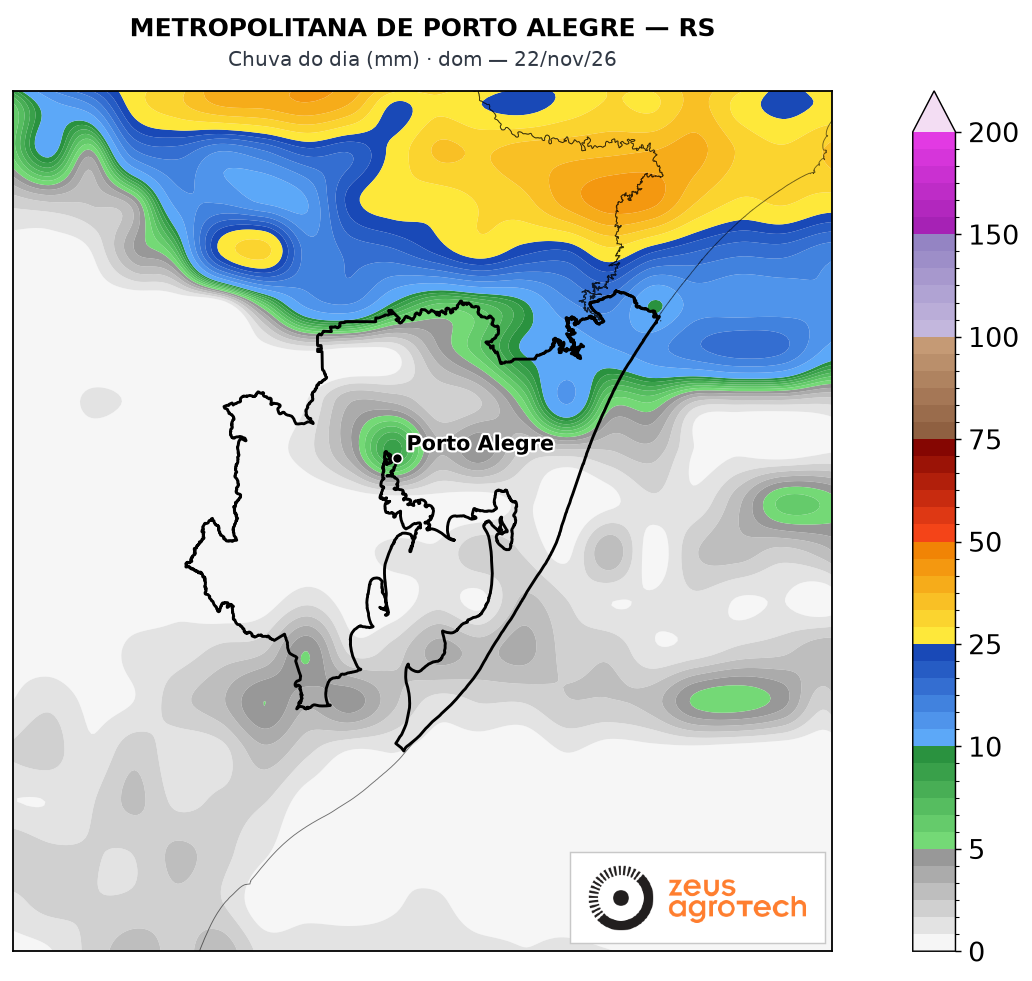 METROPOLITANA DE PORTO ALEGRE — RS
Chuva do dia (mm) · dom — 22/nov/26
Porto Alegre
200
150
100
75
50
25
10
5
0
zeus
agrotech